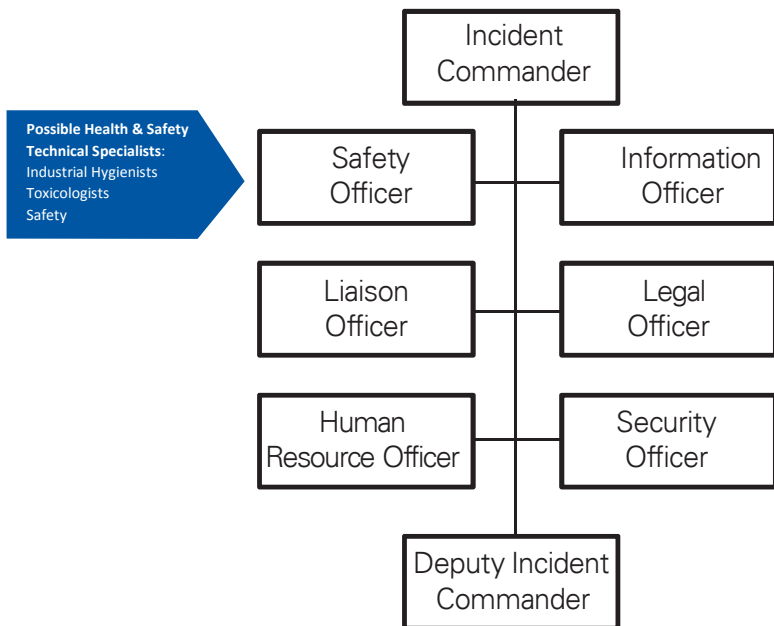 Incident
Commander
Possible Health & Safety
Technical Specialists:
Industrial Hygienists
Toxicologists
Safety
Safety
Officer
Information
Officer
Liaison
Officer
Legal
Officer
Human
Resource Officer
Security
Officer
Deputy Incident
Commander